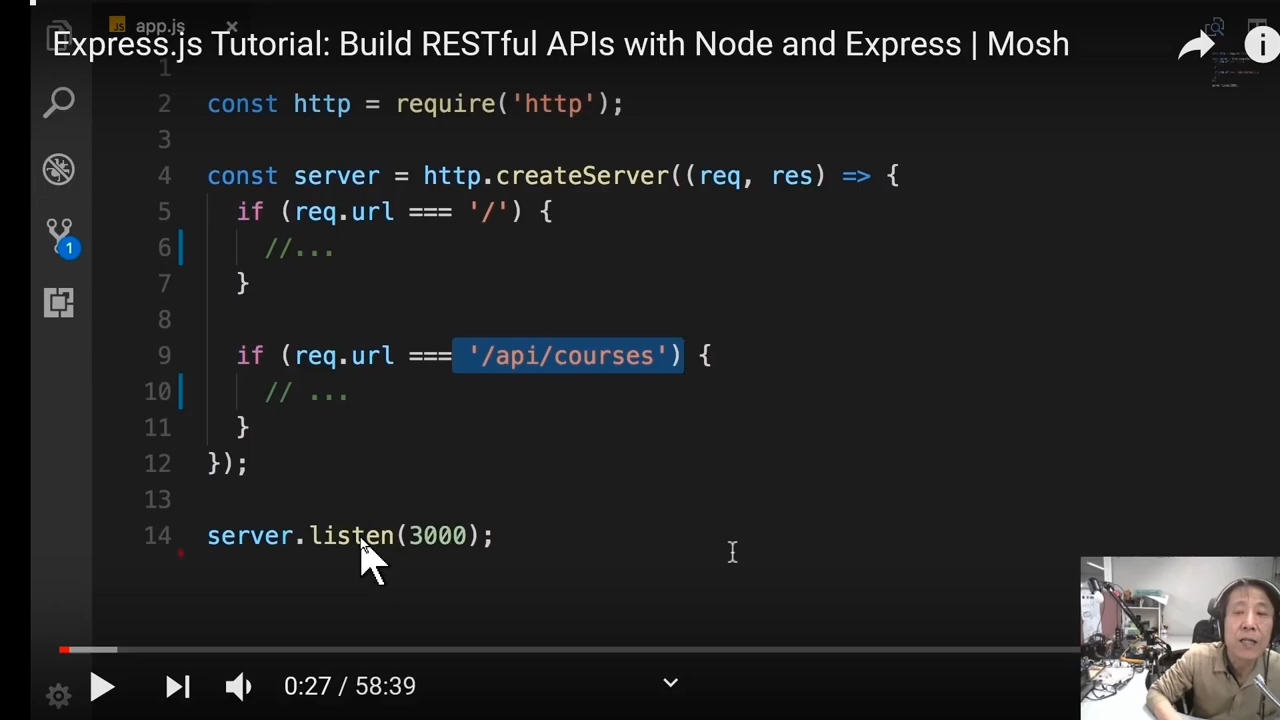 app.js
Express.js Tutorial: Build RESTful APIs with Node and Express | Mosh
1
2 const http = require('http');
3
4 const server = http.createServer((req, res) => {
5 if (req.url === '/') {
6 //...
7 }
8
9 if (req.url === '/api/courses') {
10 // ...
11 }
12 });
13
14 server.listen(3000);
1
0:27 / 58:39